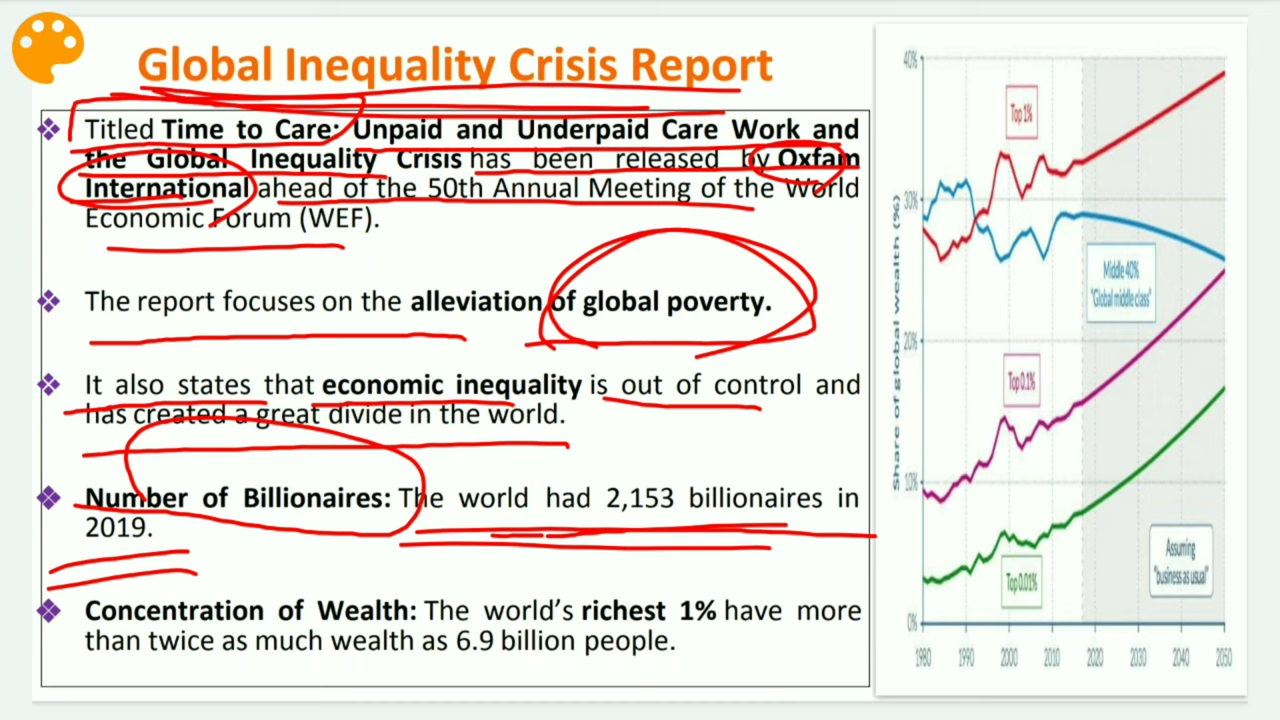 Global Inequality Crisis Report
❖ Titled Time to Care: Unpaid and Underpaid Care Work and
the Global Inequality Crisis has been released by Oxfam
International ahead of the 50th Annual Meeting of the World
Economic Forum (WEF).
❖ The report focuses on the alleviation of global poverty.
❖ It also states that economic inequality is out of control and
has created a great divide in the world.
❖ Number of Billionaires: The world had 2,153 billionaires in
2019.
❖ Concentration of Wealth: The world's richest 1% have more
than twice as much wealth as 6.9 billion people.
Share of global wealth (%)
40%
30%
20%
10%
0%
Top 1%
Middle 40%
"Global middle class"
Top 0.1%
Top 0.01%
Assuming
"business as usual"
1980 1990 2000 2010 2020 2030 2040 2050